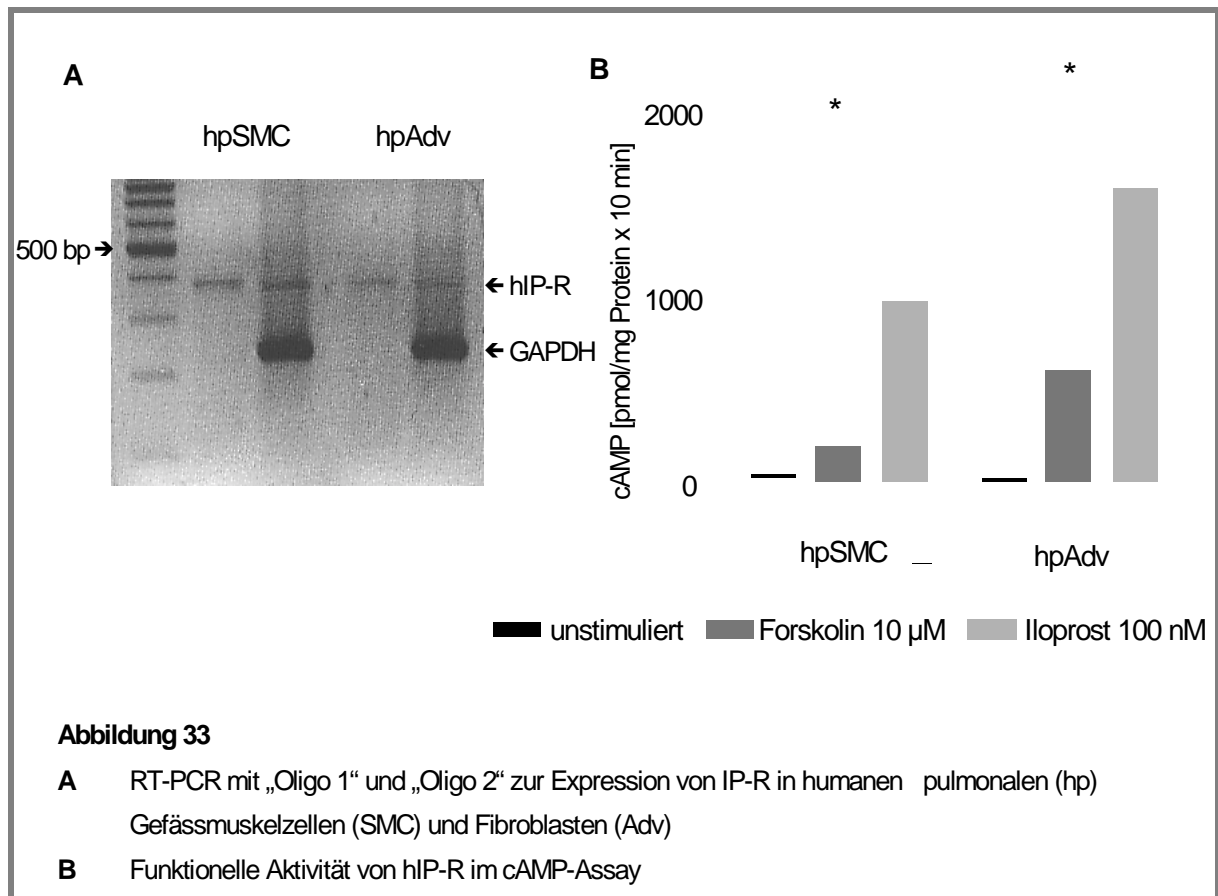 A
hpSMC hpAdv
500 bp
hIP-R
GAPDH
B
* *
2000
1000
0
cAMP [pmol/mg Protein x 10 min]
hpSMC hpAdv
unstimuliert Forskolin 10 µM Iloprost 100 nM
Abbildung 33
A RT-PCR mit „Oligo 1“ und „Oligo 2“ zur Expression von IP-R in humanen pulmonalen (hp)
Gefässmuskelzellen (SMC) und Fibroblasten (Adv)
B Funktionelle Aktivität von hIP-R im cAMP-Assay